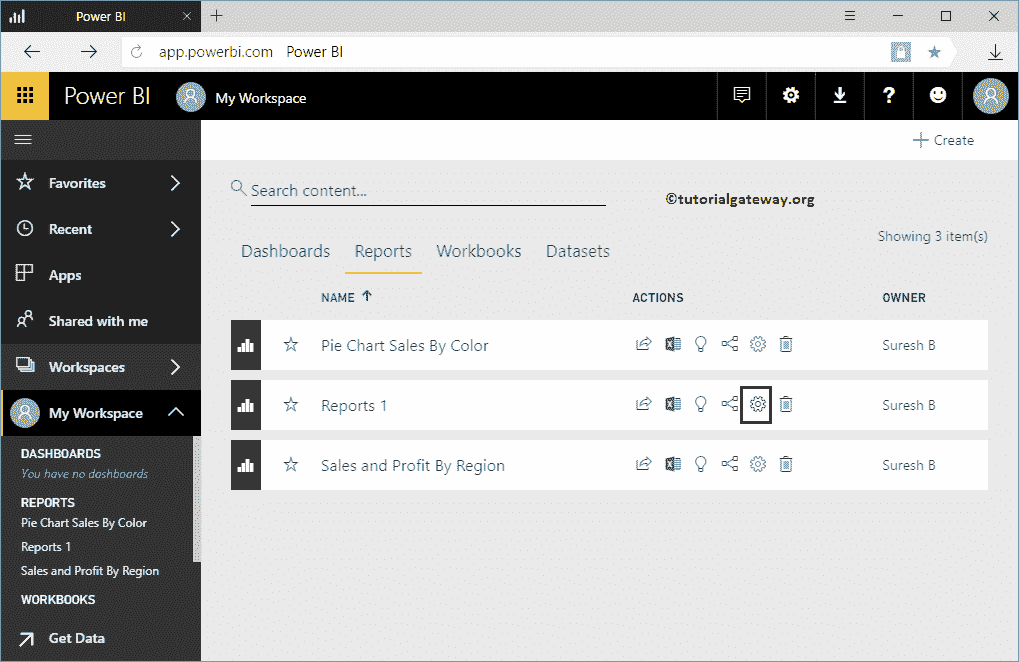 Power BI
app.powerbi.com Power BI
Power BI My Workspace
Create
Favorites
Recent
Apps
Shared with me
Workspaces
My Workspace
DASHBOARDS
You have no dashboards
REPORTS
Pie Chart Sales By Color
Reports 1
Sales and Profit By Region
WORKBOOKS
Get Data
Search content...
©tutorialgateway.org
Showing 3 item(s)
Dashboards Reports Workbooks Datasets
NAME ACTIONS OWNER
Pie Chart Sales By Color Suresh B
Reports 1 Suresh B
Sales and Profit By Region Suresh B